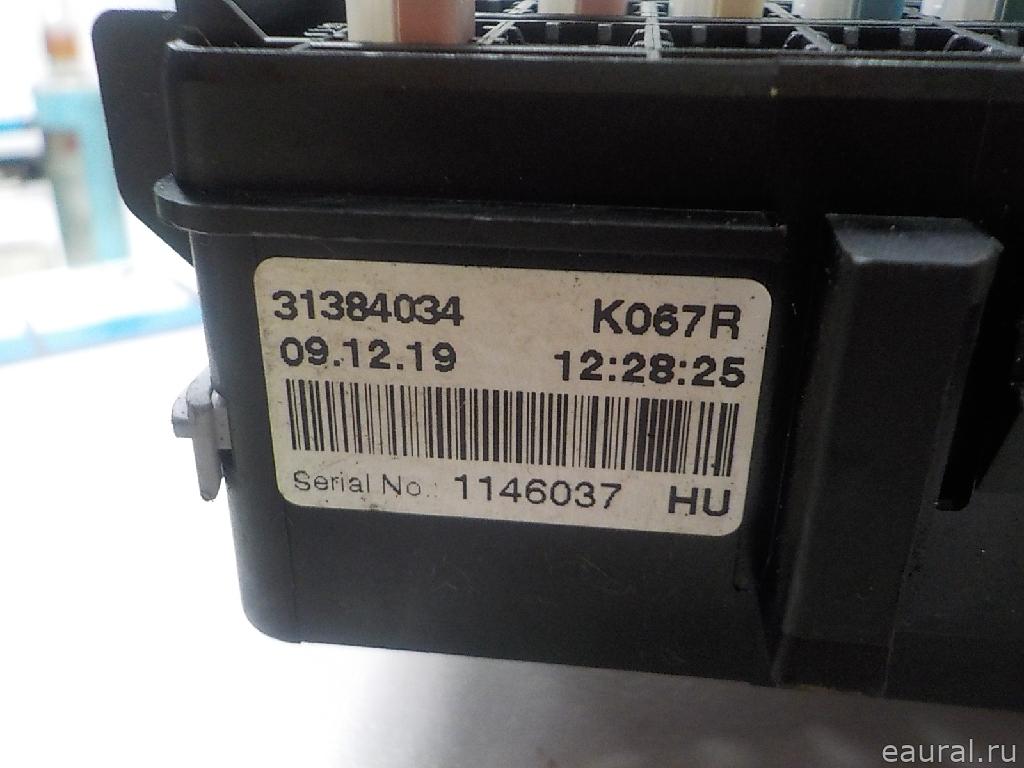 31384034 K067R
09.12.19 12:28:25
Serial No.: 1146037 HU
eaural.ru